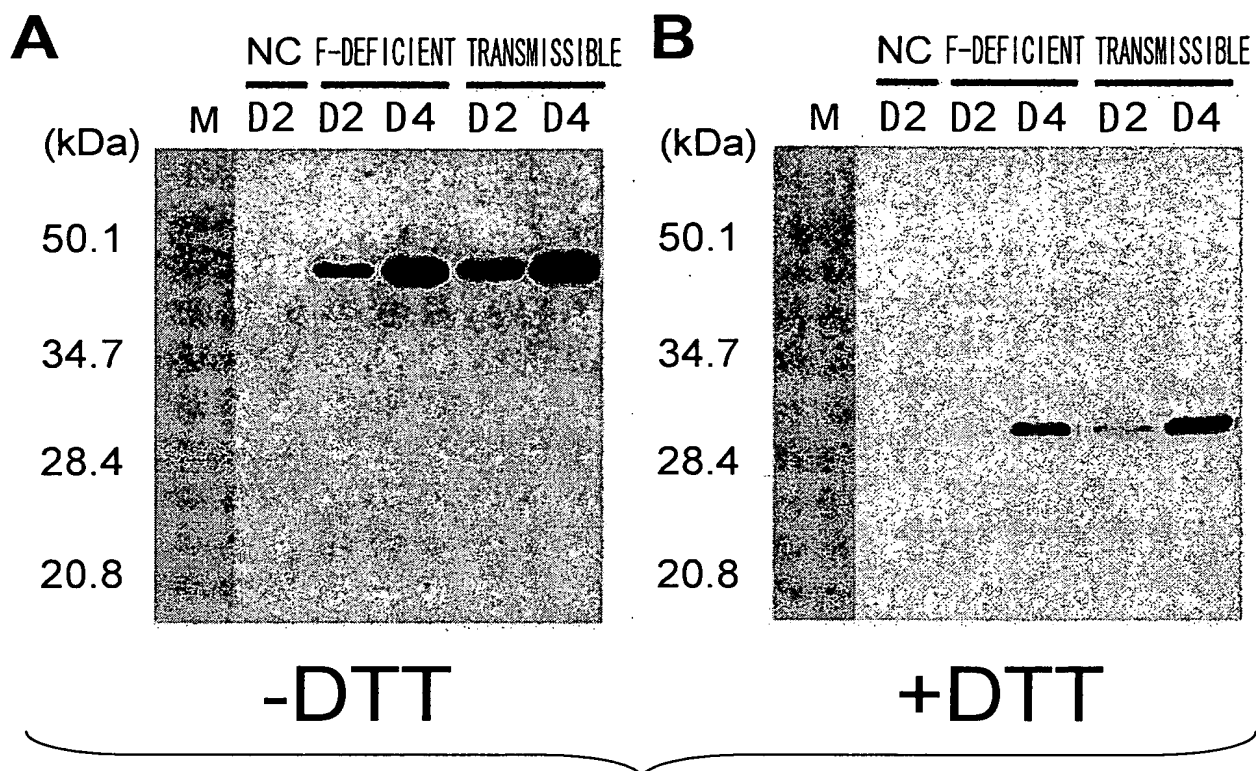 A
NC F-DEFICIENT TRANSMISSIBLE
M D2 D2 D4 D2 D4
(kDa)
50.1
34.7
28.4
20.8
-DTT
B
NC F-DEFICIENT TRANSMISSIBLE
M D2 D2 D4 D2 D4
(kDa)
50.1
34.7
28.4
20.8
+DTT